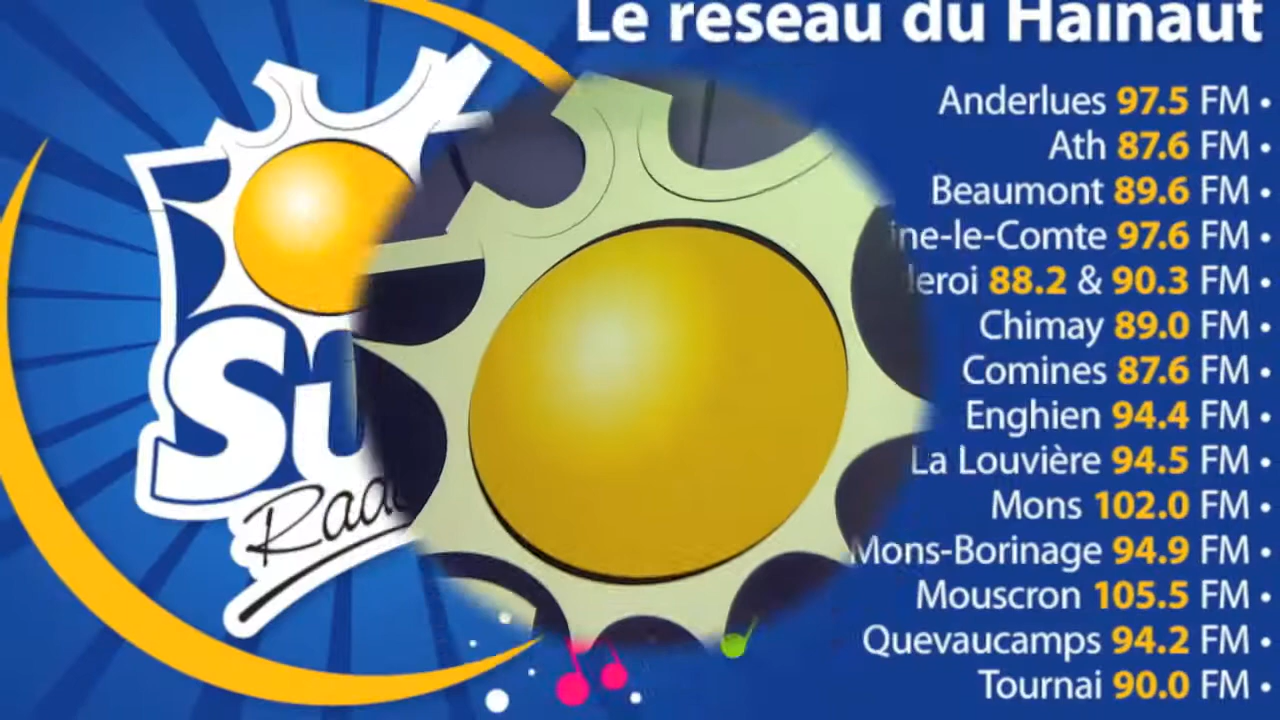 Le réseau du Hainaut
Anderlues 97.5 FM •
Ath 87.6 FM •
Beaumont 89.6 FM •
ine-le-Comte 97.6 FM •
leroi 88.2 & 90.3 FM •
Chimay 89.0 FM •
Comines 87.6 FM •
Enghien 94.4 FM •
La Louvière 94.5 FM •
Mons 102.0 FM •
Mons-Borinage 94.9 FM •
Mouscron 105.5 FM •
Quevaucamps 94.2 FM •
Tournai 90.0 FM •
Su
Radi